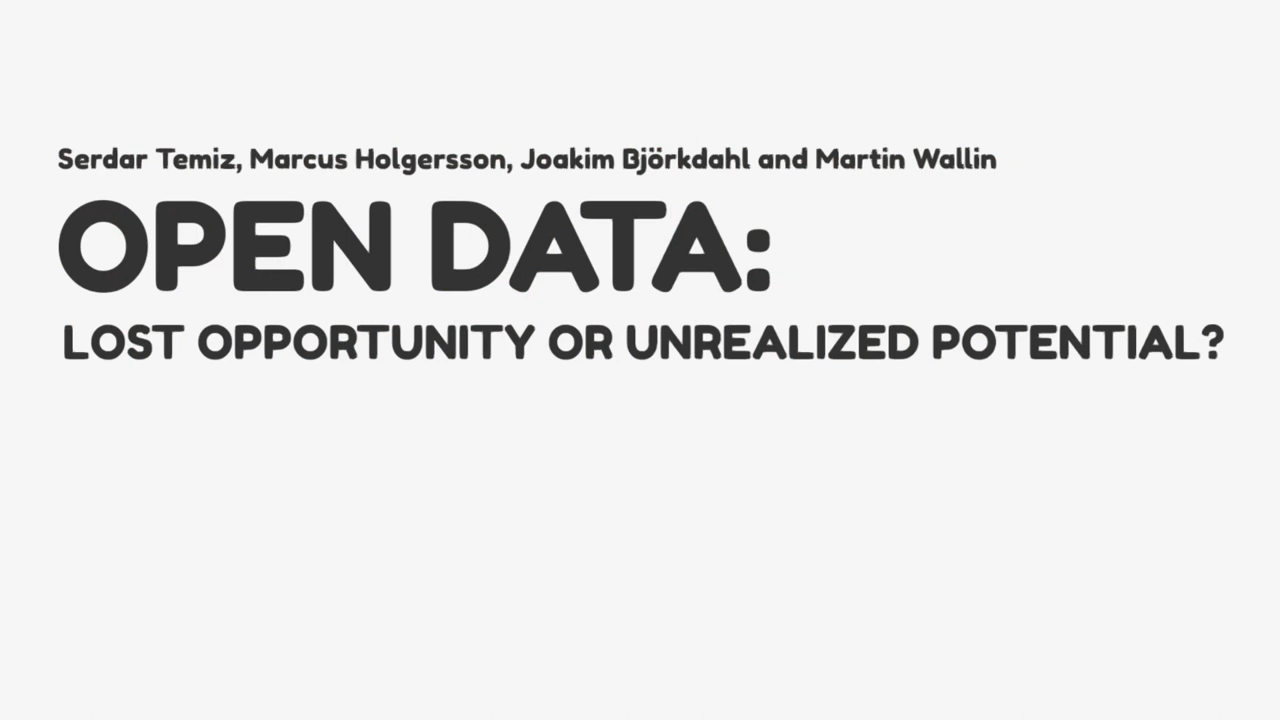 Serdar Temiz, Marcus Holgersson, Joakim Björkdahl and Martin Wallin
OPEN DATA:
LOST OPPORTUNITY OR UNREALIZED POTENTIAL?